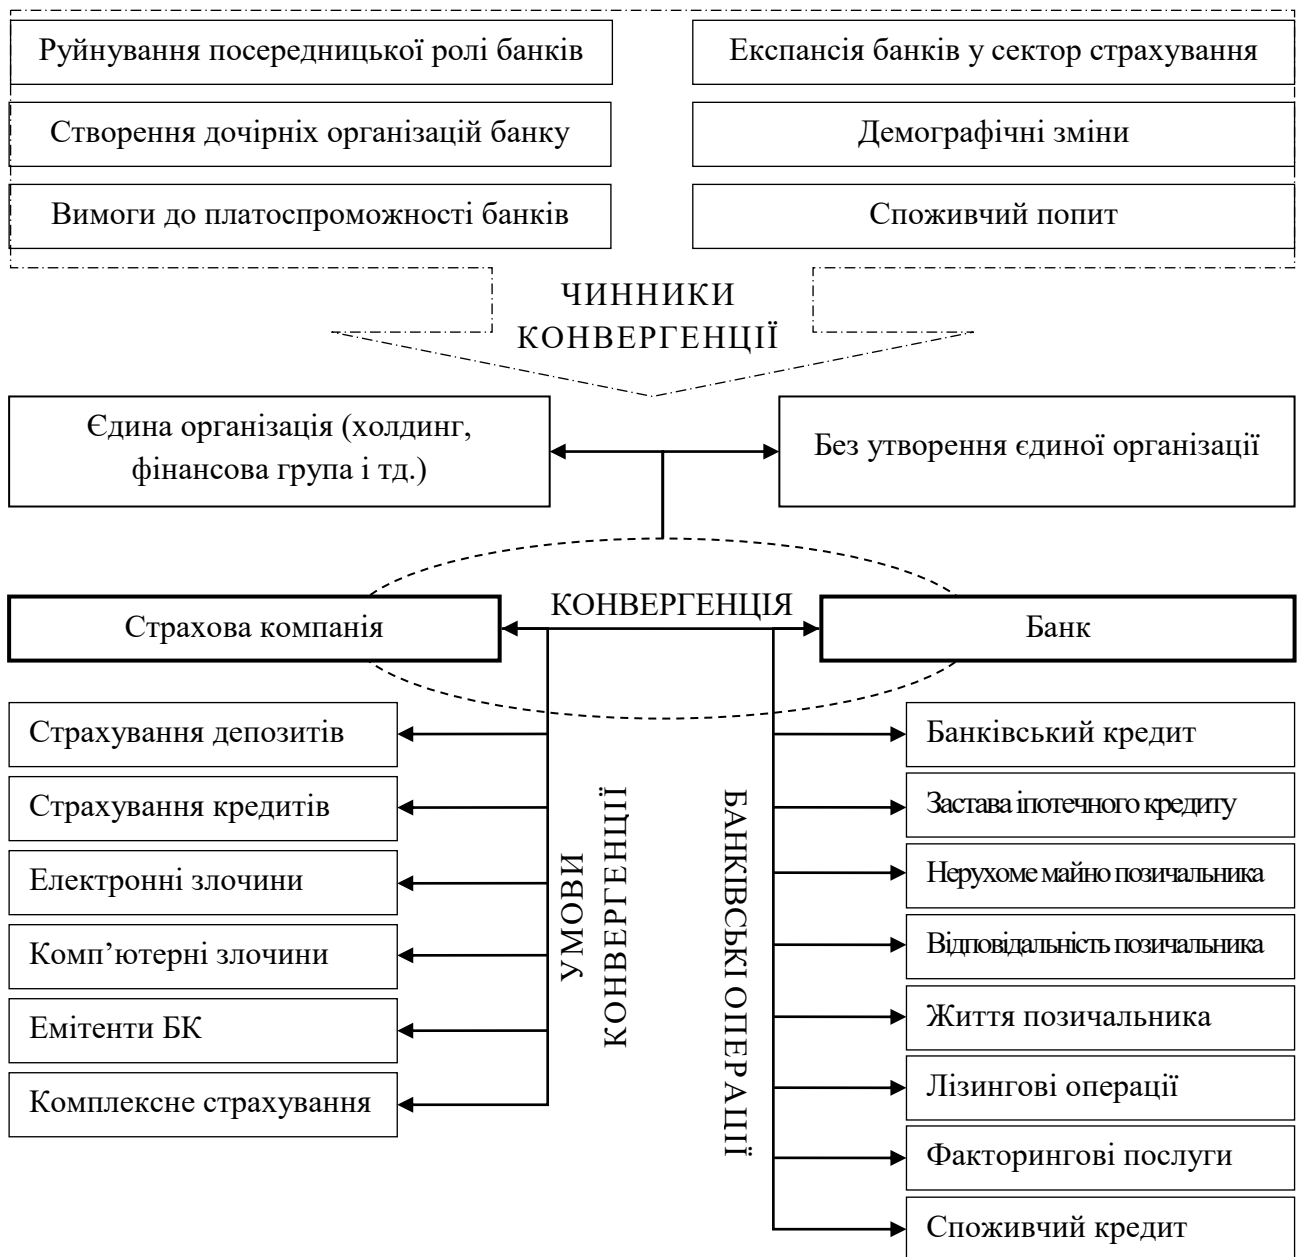 Руйнування посередницької ролі банків
Експансія банків у сектор страхування
Створення дочірніх організацій банку
Демографічні зміни
Вимоги до платоспроможності банків
Споживчий попит
ЧИННИКИ
КОНВЕРГЕНЦІЇ
Єдина організація (холдинг,
фінансова група і тд.)
Без утворення єдиної організації
КОНВЕРГЕНЦІЯ
Страхова компанія
Банк
Страхування депозитів
Страхування кредитів
Електронні злочини
Комп’ютерні злочини
Емітенти БК
Комплексне страхування
УМОВИ
КОНВЕРГЕНЦІЇ
БАНКІВСЬКІ ОПЕРАЦІЇ
Банківський кредит
Застава іпотечного кредиту
Нерухоме майно позичальника
Відповідальність позичальника
Життя позичальника
Лізингові операції
Факторингові послуги
Споживчий кредит